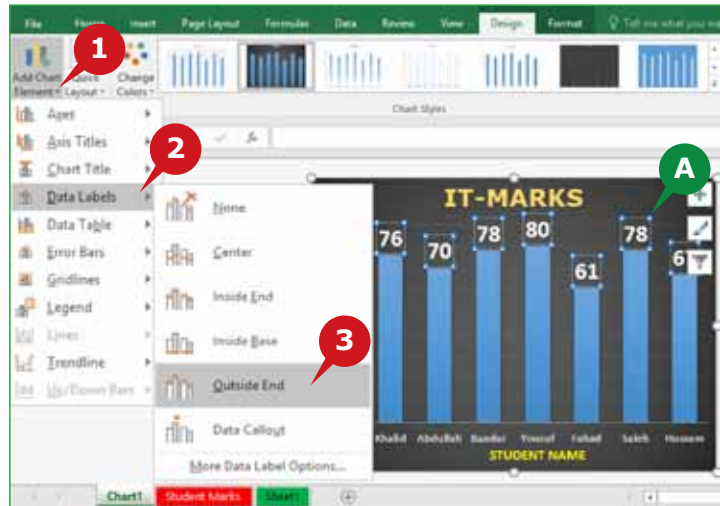 File Home Insert Page Layout Formulas Data Review View Design Format Tell me what you wa
1
Add Chart Element Quick Layout Change Colors
Chart Styles
Axes
Axis Titles
2
Chart Title
Data Labels
Data Table
Error Bars
Gridlines
Legend
Lines
Trendline
Up/Down Bars
None
Center
Inside End
Inside Base
3
Outside End
Data Callout
More Data Label Options...
A
IT-MARKS
76 70 78 80 61 78 6
Khalid Abdullah Bandar Yousuf Fahad Saleh Hossam
STUDENT NAME
Chart1 Student Marks Sheet1